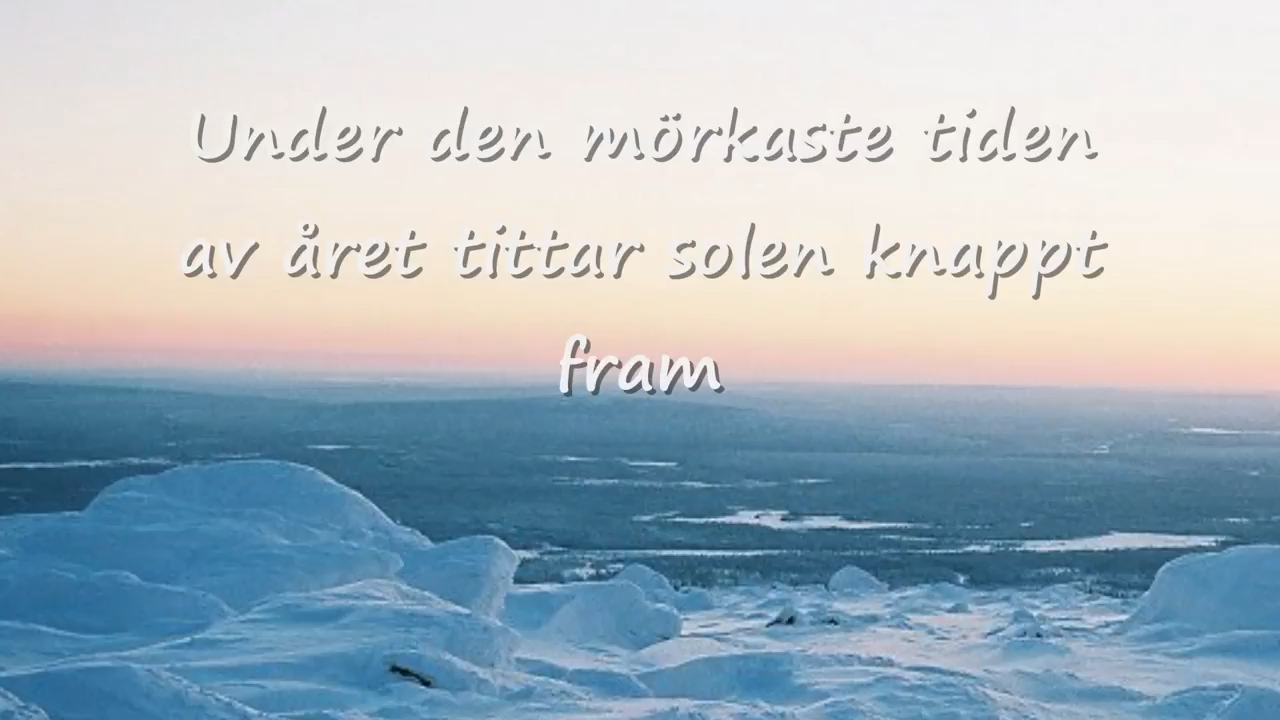 Under den mörkaste tiden
av året tittar solen knappt
fram